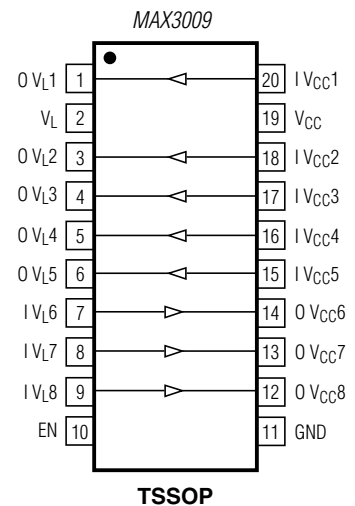 MAX3009
O VL1 1 20 I VCC1
VL 2 19 VCC
O VL2 3 18 I VCC2
O VL3 4 17 I VCC3
O VL4 5 16 I VCC4
O VL5 6 15 I VCC5
I VL6 7 14 O VCC6
I VL7 8 13 O VCC7
I VL8 9 12 O VCC8
EN 10 11 GND
TSSOP